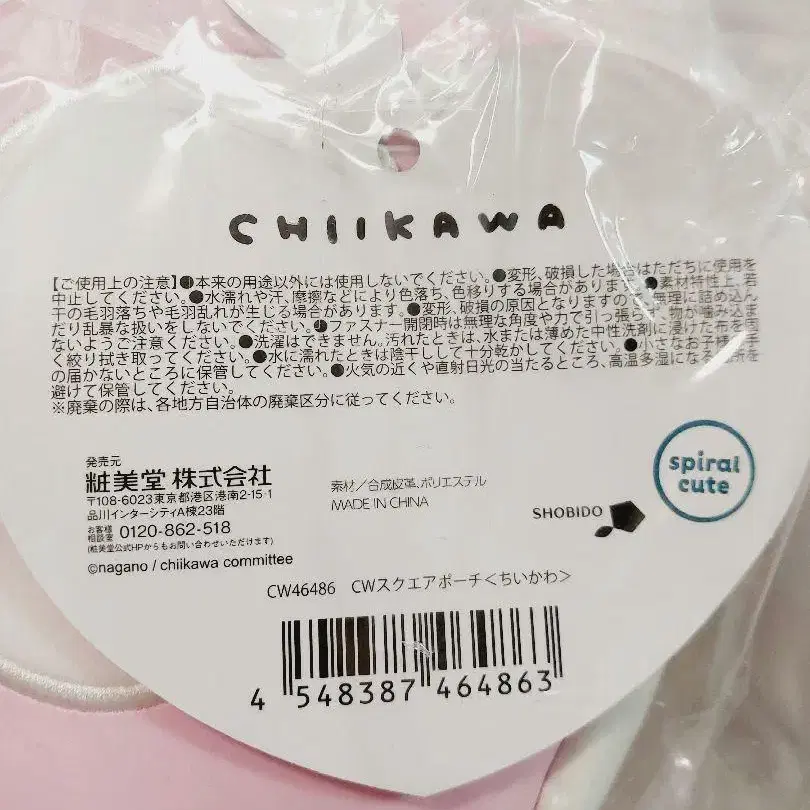 CHIIKAWA
【ご使用上の注意】●本来の用途以外には使用しないでください。●変形、破損した場合はただちに使用を
中止してください。●水濡れや汗、摩擦などにより色落ち、色移りする場合があります。●素材特性上、若
干の毛羽落ちや毛羽乱れが生じる場合があります。●変形、破損の原因となりますので、無理に詰め込ん
だり乱暴な扱いをしないでください。●ファスナー開閉時は無理な角度や力で引っ張らず、物が噛み込ま
ないようご注意ください。●洗濯はできません。汚れたときは、水または薄めた中性洗剤に浸けた布を固
く絞り拭き取ってください。●水に濡れたときは陰干しして十分乾かしてください。●小さなお子様の手
の届かないところに保管してください。●火気の近くや直射日光の当たるところ、高温多湿になる場所を
避けて保管してください。
※廃棄の際は、各地方自治体の廃棄区分に従ってください。
発売元
粧美堂 株式会社
〒108-6023 東京都港区港南2-15-1
品川インターシティA棟23階
お客様相談室 0120-862-518
(粧美堂公式HPからもお問い合わせいただけます)
©nagano / chiikawa committee
素材/合成皮革、ポリエステル
MADE IN CHINA
SHOBIDO
spiral
cute
CW46486 CWスクエアポーチ<ちいかわ>
4 548387 464863